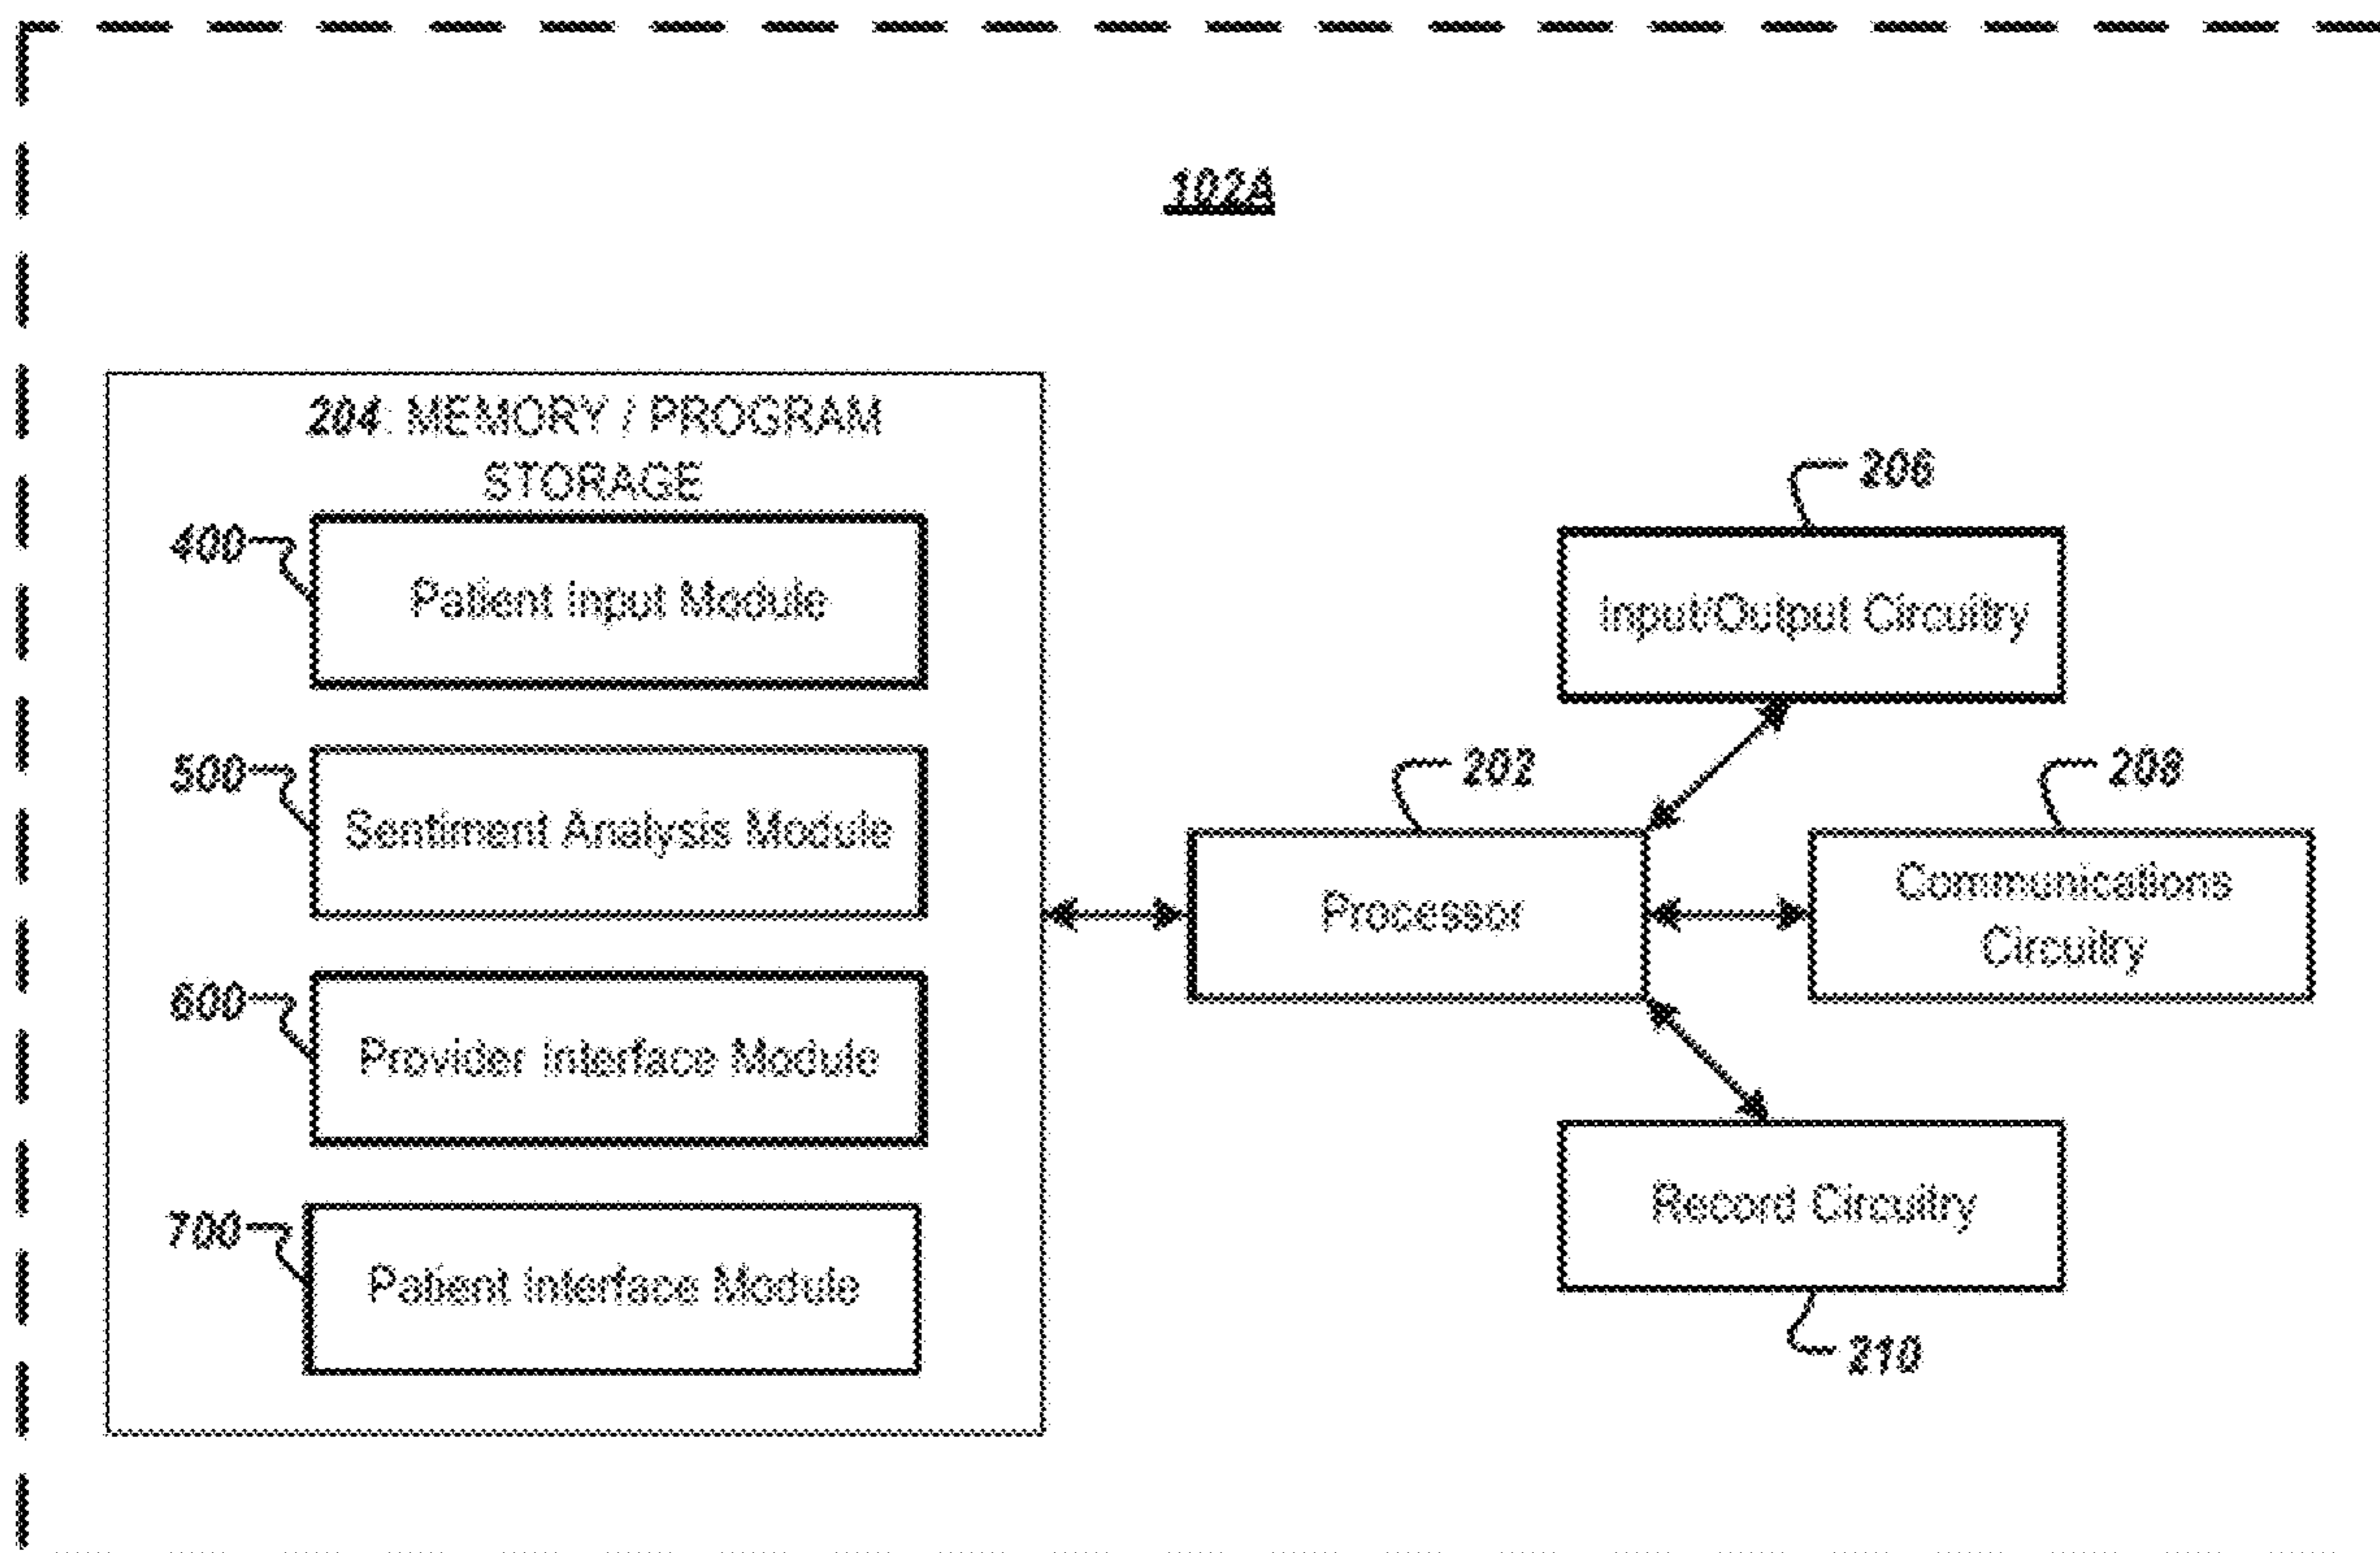 102A
204: MEMORY / PROGRAM
STORAGE
400
Patient Input Module
500
Sentiment Analysis Module
600
Provider Interface Module
700
Patient Interface Module
206
Input/Output Circuitry
202
Processor
208
Communications
Circuitry
Record Circuitry
210